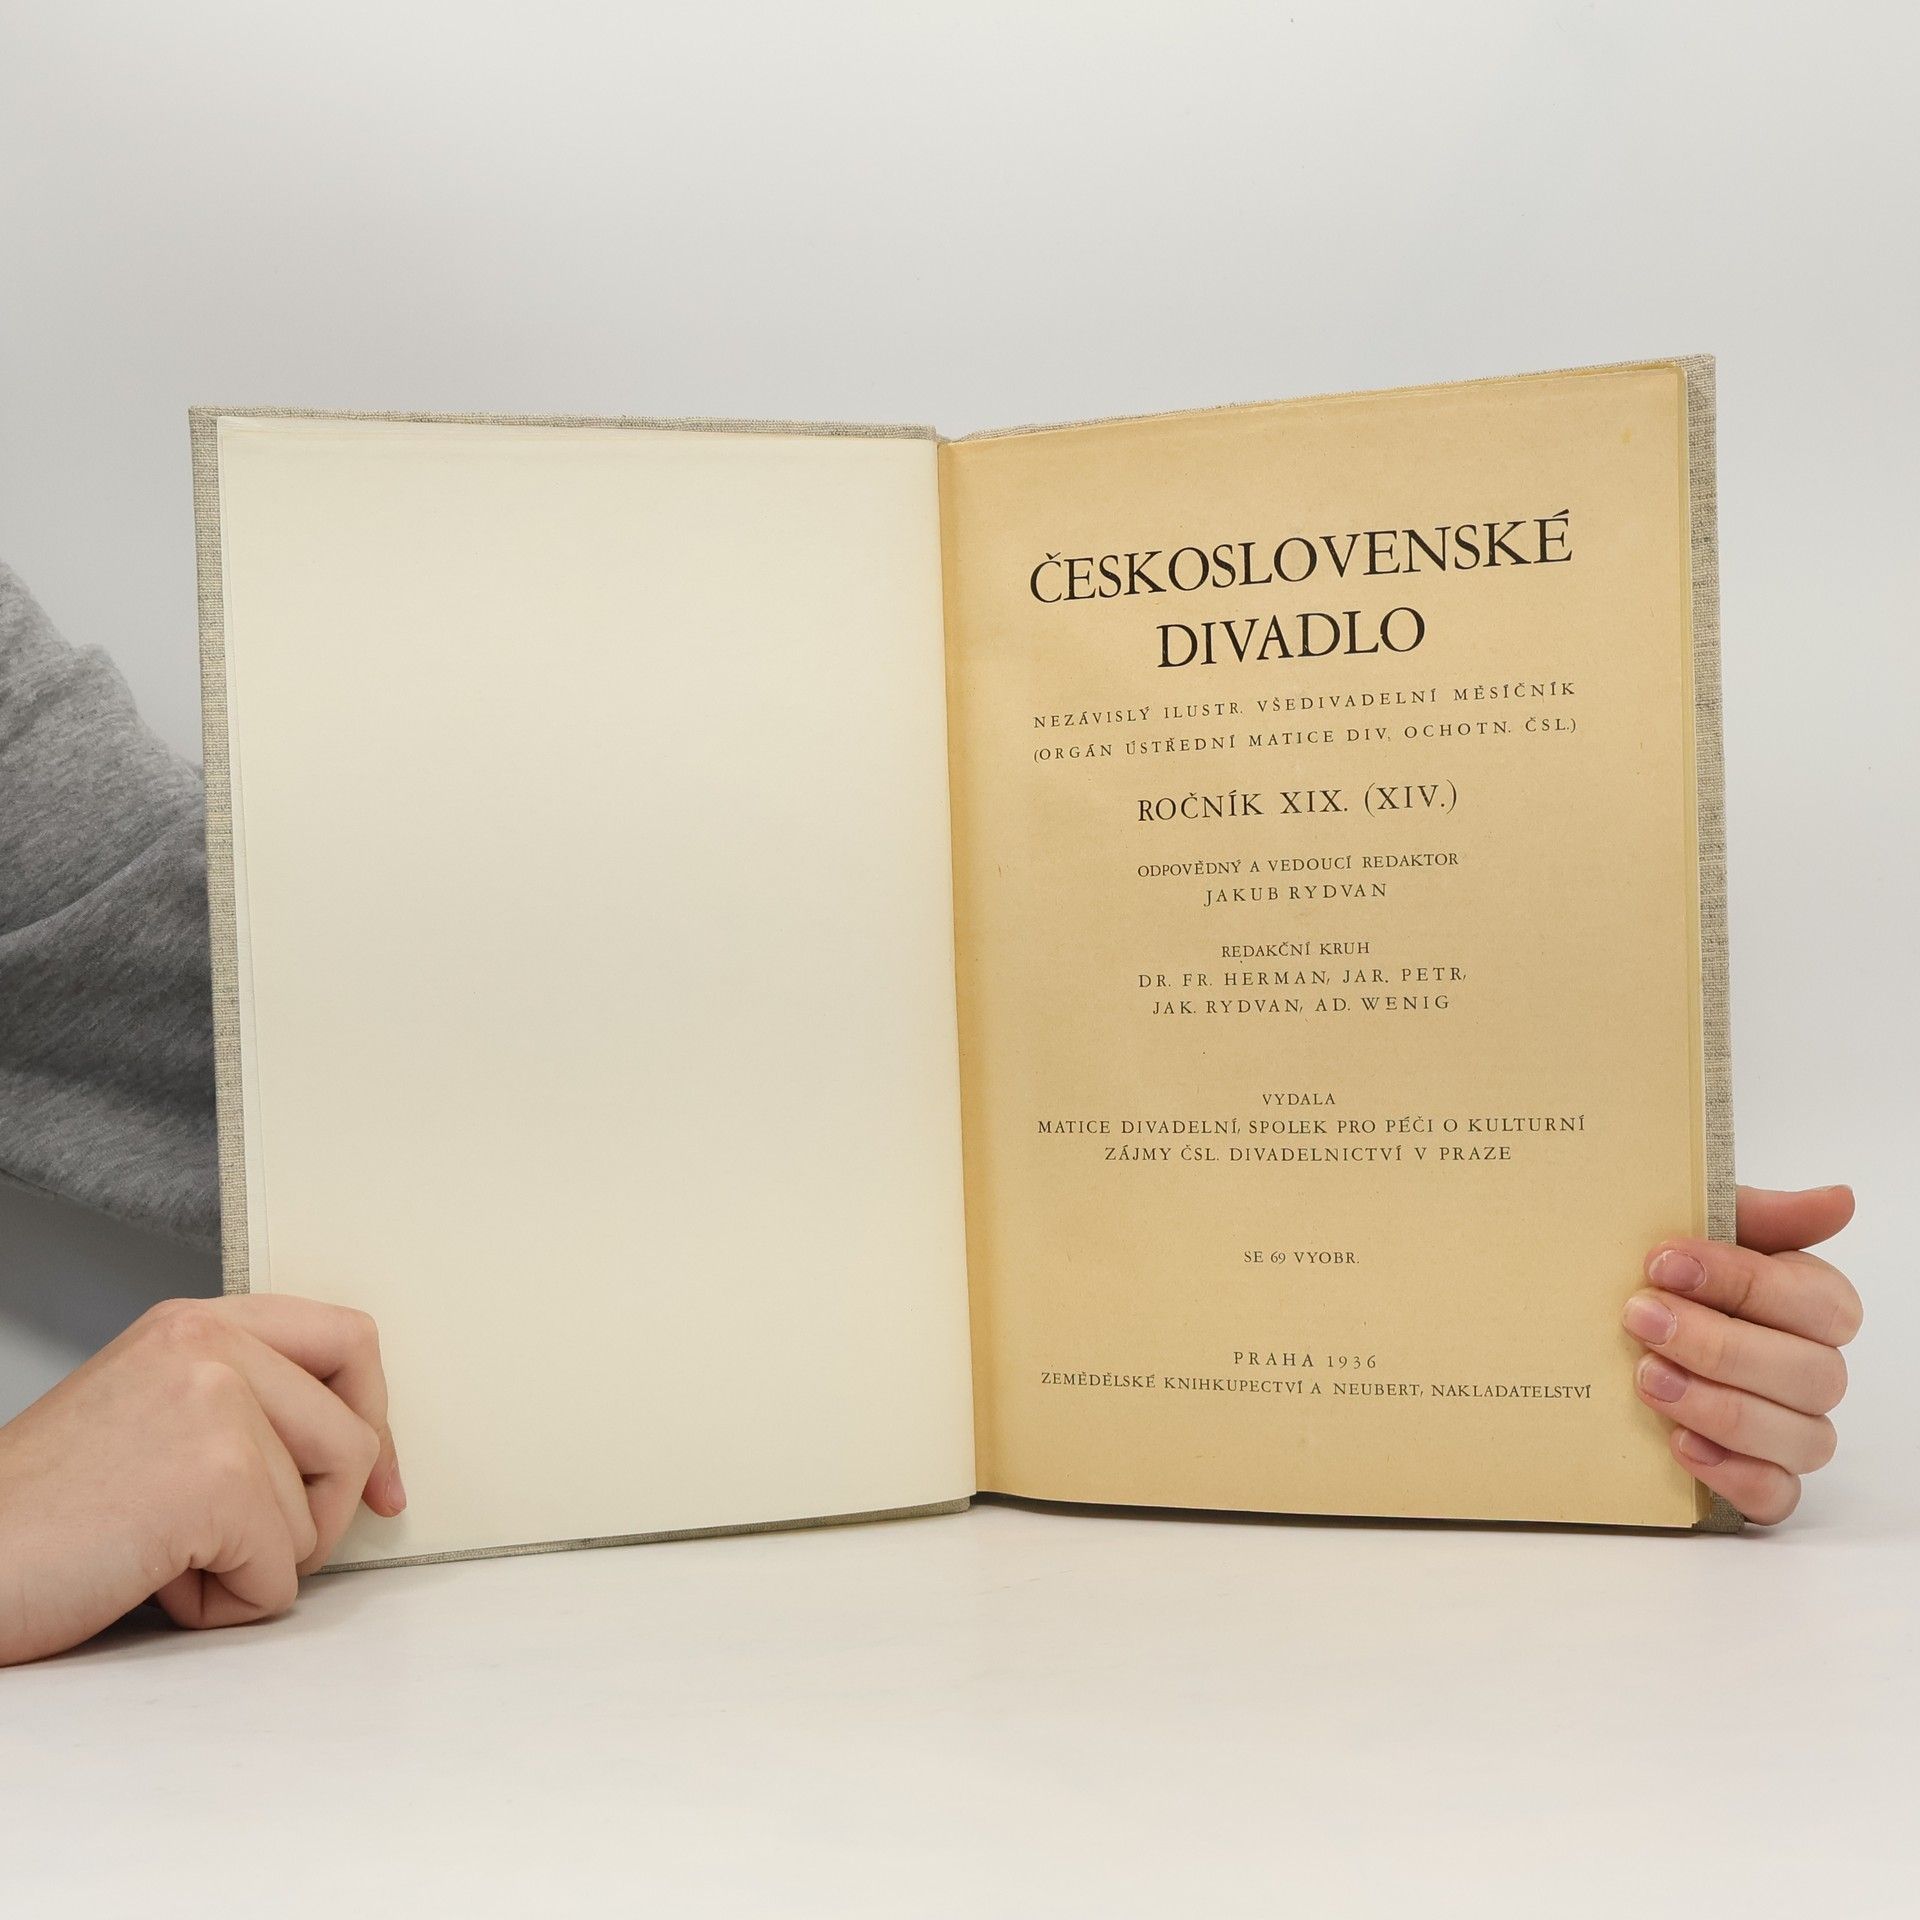 ČESKOSLOVENSKÉ
DIVADLO
NEZÁVISLÝ ILUSTR. VŠEDIVADELNÍ MĚSÍČNÍK
(ORGÁN ÚSTŘEDNÍ MATICE DIV. OCHOTN. ČSL.)
ROČNÍK XIX. (XIV.)
ODPOVĚDNÝ A VEDOUCÍ REDAKTOR
JAKUB RYDVAN
REDAKČNÍ KRUH
DR. FR. HERMAN, JAR. PETR,
JAK. RYDVAN, AD. WENIG
VYDALA
MATICE DIVADELNÍ, SPOLEK PRO PÉČI O KULTURNÍ
ZÁJMY ČSL. DIVADELNICTVÍ V PRAZE
SE 69 VYOBR.
PRAHA 1936
ZEMĚDĚLSKÉ KNIHKUPECTVÍ A NEUBERT, NAKLADATELSTVÍ